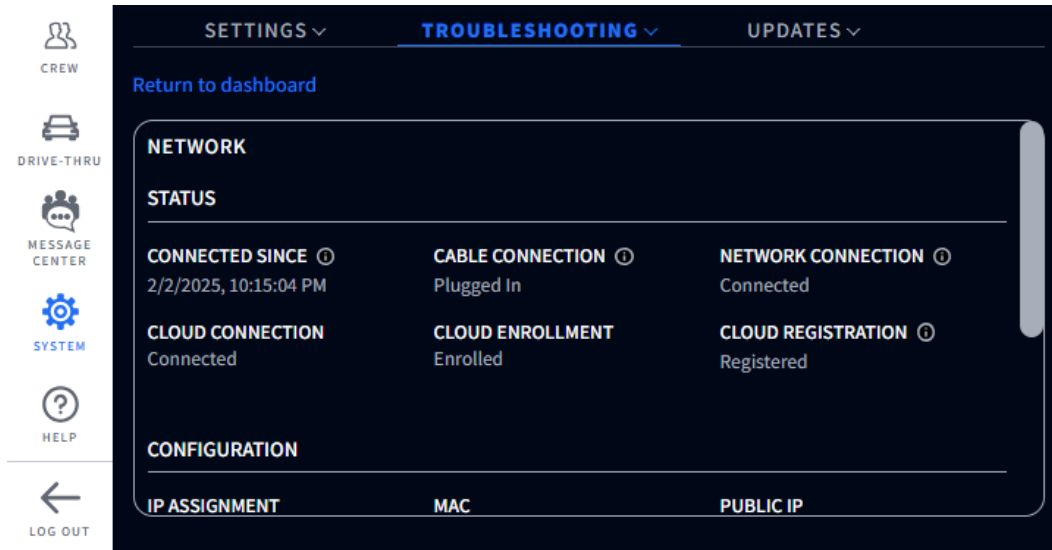 CREW
DRIVE-THRU
MESSAGE
CENTER
SYSTEM
HELP
LOG OUT
SETTINGS
TROUBLESHOOTING
UPDATES
Return to dashboard
NETWORK
STATUS
CONNECTED SINCE
2/2/2025, 10:15:04 PM
CABLE CONNECTION
Plugged In
NETWORK CONNECTION
Connected
CLOUD CONNECTION
Connected
CLOUD ENROLLMENT
Enrolled
CLOUD REGISTRATION
Registered
CONFIGURATION
IP ASSIGNMENT
MAC
PUBLIC IP